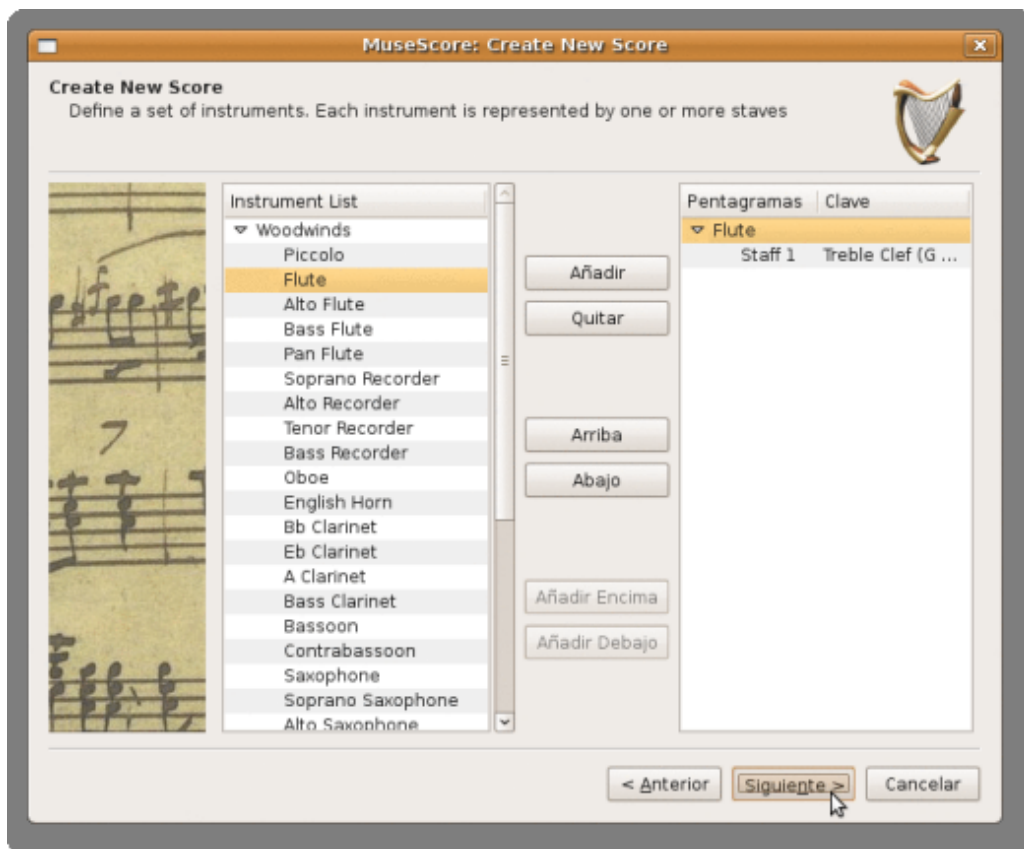 MuseScore: Create New Score
Create New Score
Define a set of instruments. Each instrument is represented by one or more staves
Instrument List
Woodwinds
Piccolo
Flute
Alto Flute
Bass Flute
Pan Flute
Soprano Recorder
Alto Recorder
Tenor Recorder
Bass Recorder
Oboe
English Horn
Bb Clarinet
Eb Clarinet
A Clarinet
Bass Clarinet
Bassoon
Contrabassoon
Saxophone
Soprano Saxophone
Alto Saxophone
Añadir
Quitar
Arriba
Abajo
Añadir Encima
Añadir Debajo
Pentagramas Clave
Flute
Staff 1 Treble Clef (G ...
< Anterior Siguiente > Cancelar